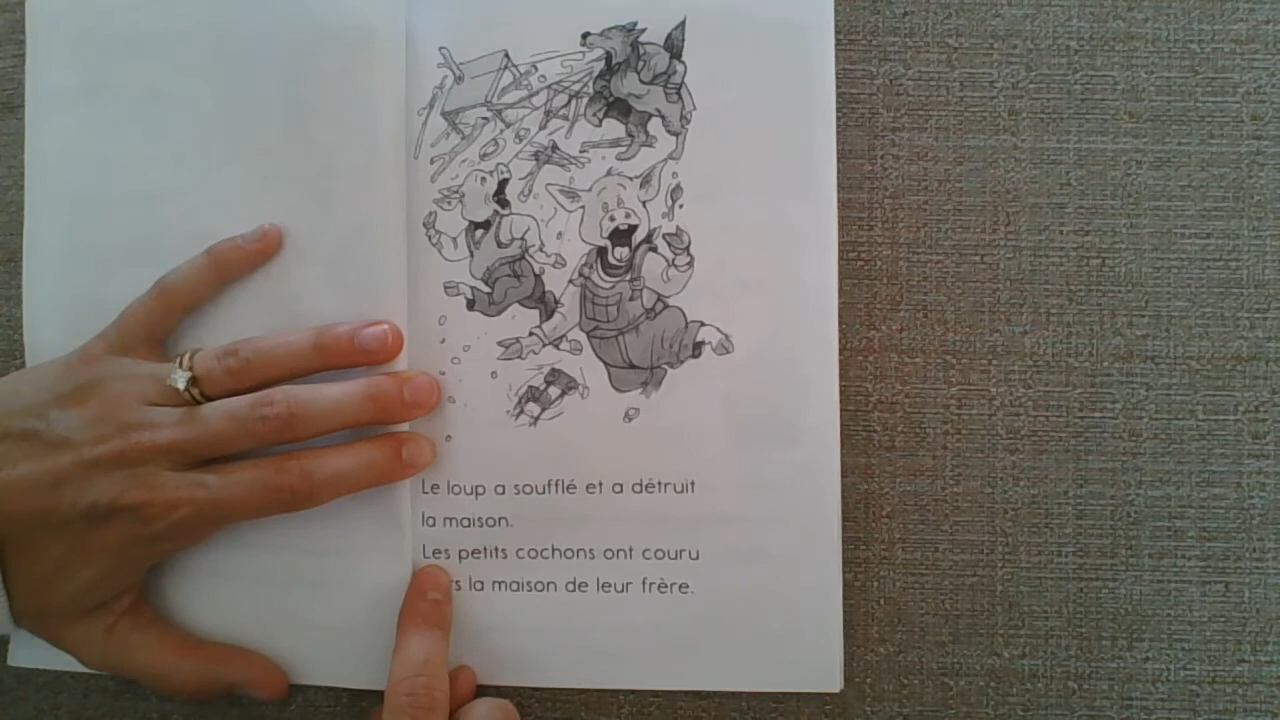 Le loup a soufflé et a détruit
la maison.
Les petits cochons ont couru
la maison de leur frère.